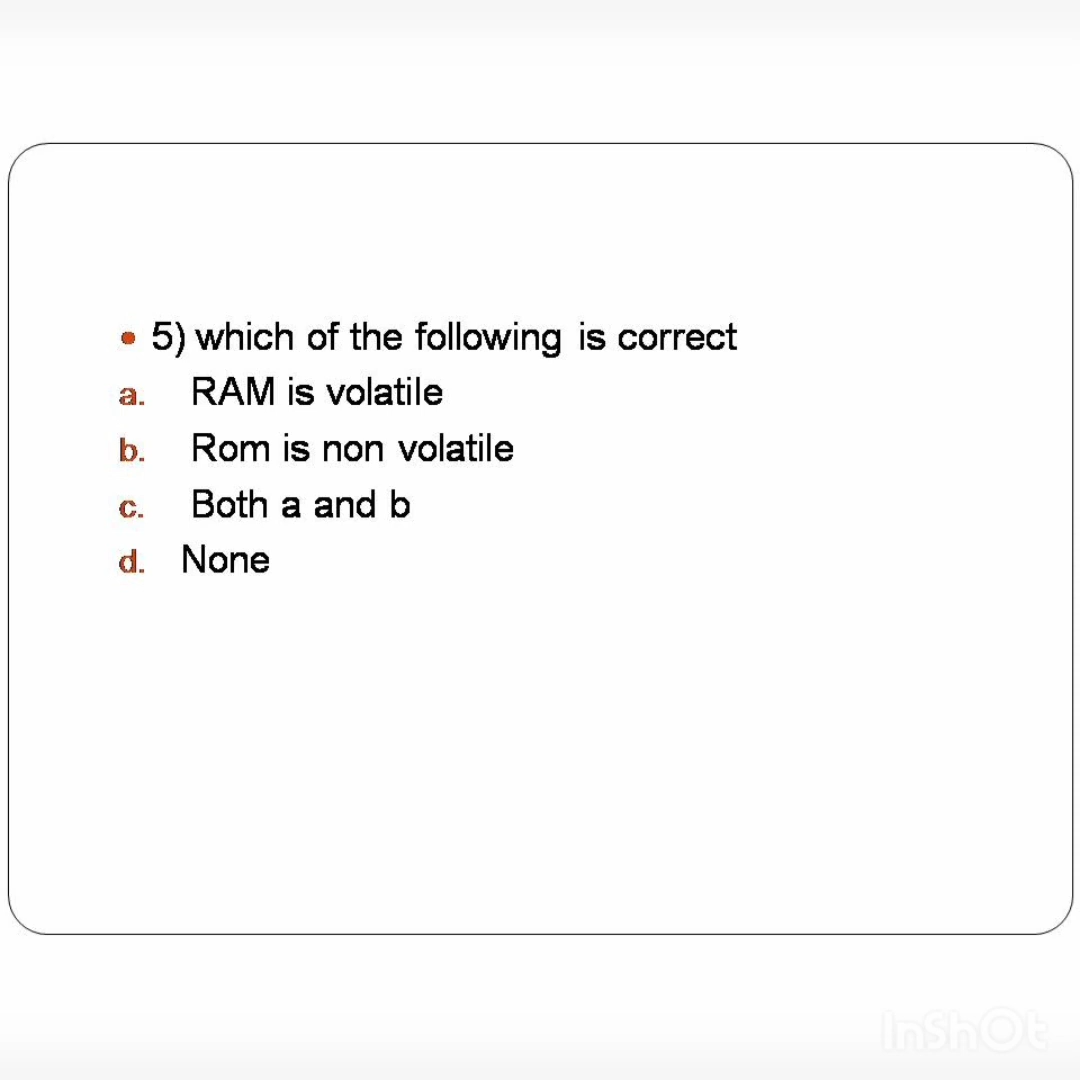 • 5) which of the following is correct
a. RAM is volatile
b. Rom is non volatile
c. Both a and b
d. None
InShOt